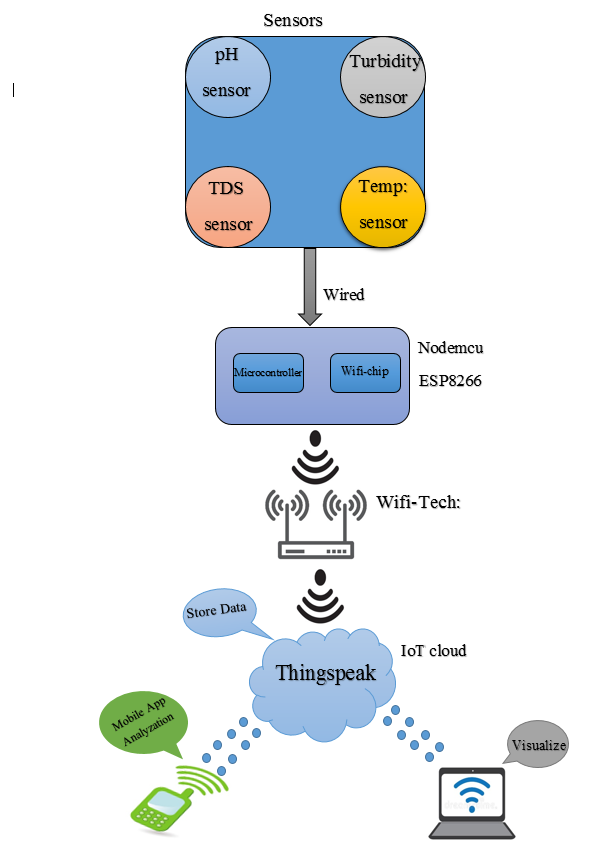 Sensors
pH
sensor
Turbidity
sensor
TDS
sensor
Temp:
sensor
Wired
Nodemcu
ESP8266
Microcontroller
Wifi-chip
Wifi-Tech:
Store Data
IoT cloud
Thingspeak
Mobile App
Analyzation
Visualize